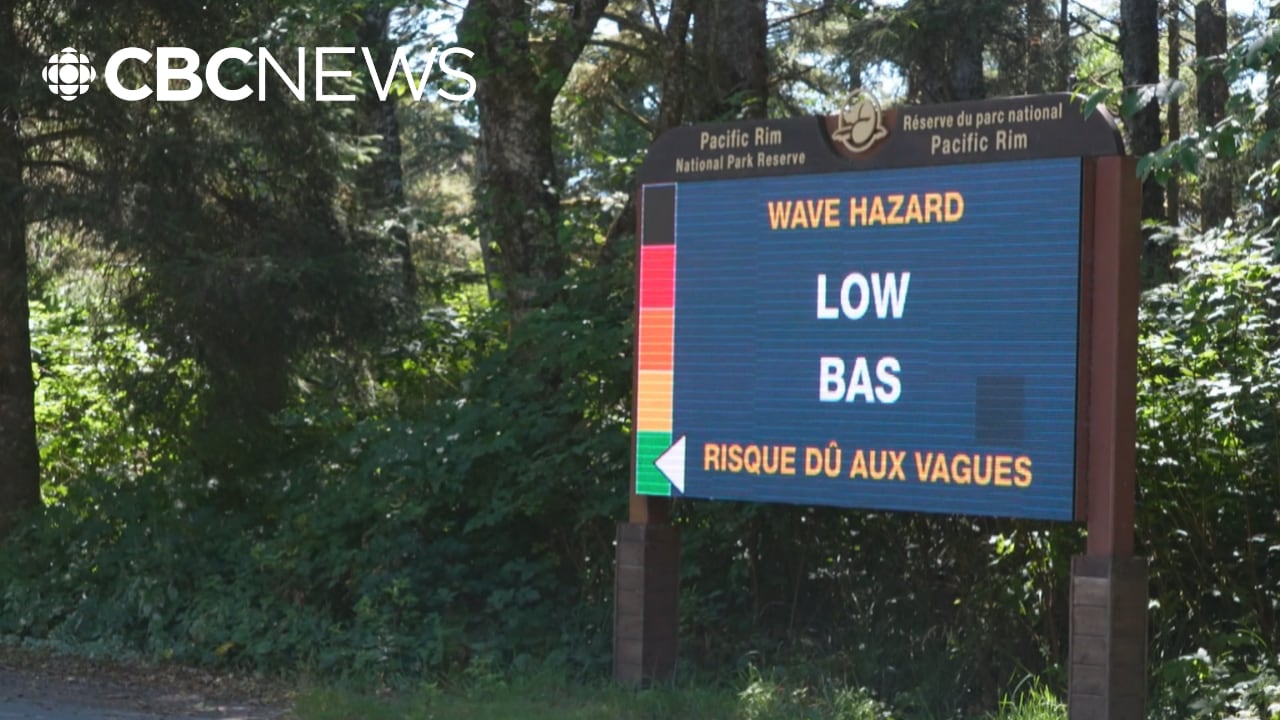 CBCNEWS
Pacific Rim
National Park Reserve
Réserve du parc national
Pacific Rim
WAVE HAZARD
LOW
BAS
RISQUE DÛ AUX VAGUES